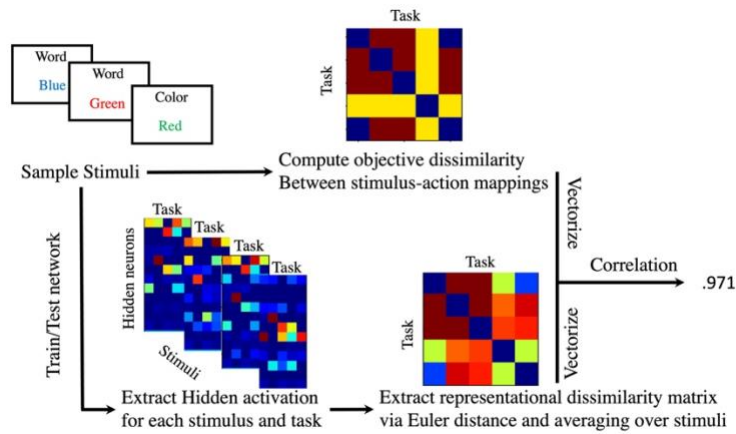 Task
Task
Word
Blue
Word
Green
Color
Red
Sample Stimuli
Compute objective dissimilarity
Between stimulus-action mappings
Vectorize
Train/Test network
Task
Task
Task
Task
Hidden neurons
Stimuli
Task
Task
Correlation
.971
Vectorize
Extract Hidden activation
for each stimulus and task
Extract representational dissimilarity matrix
via Euler distance and averaging over stimuli